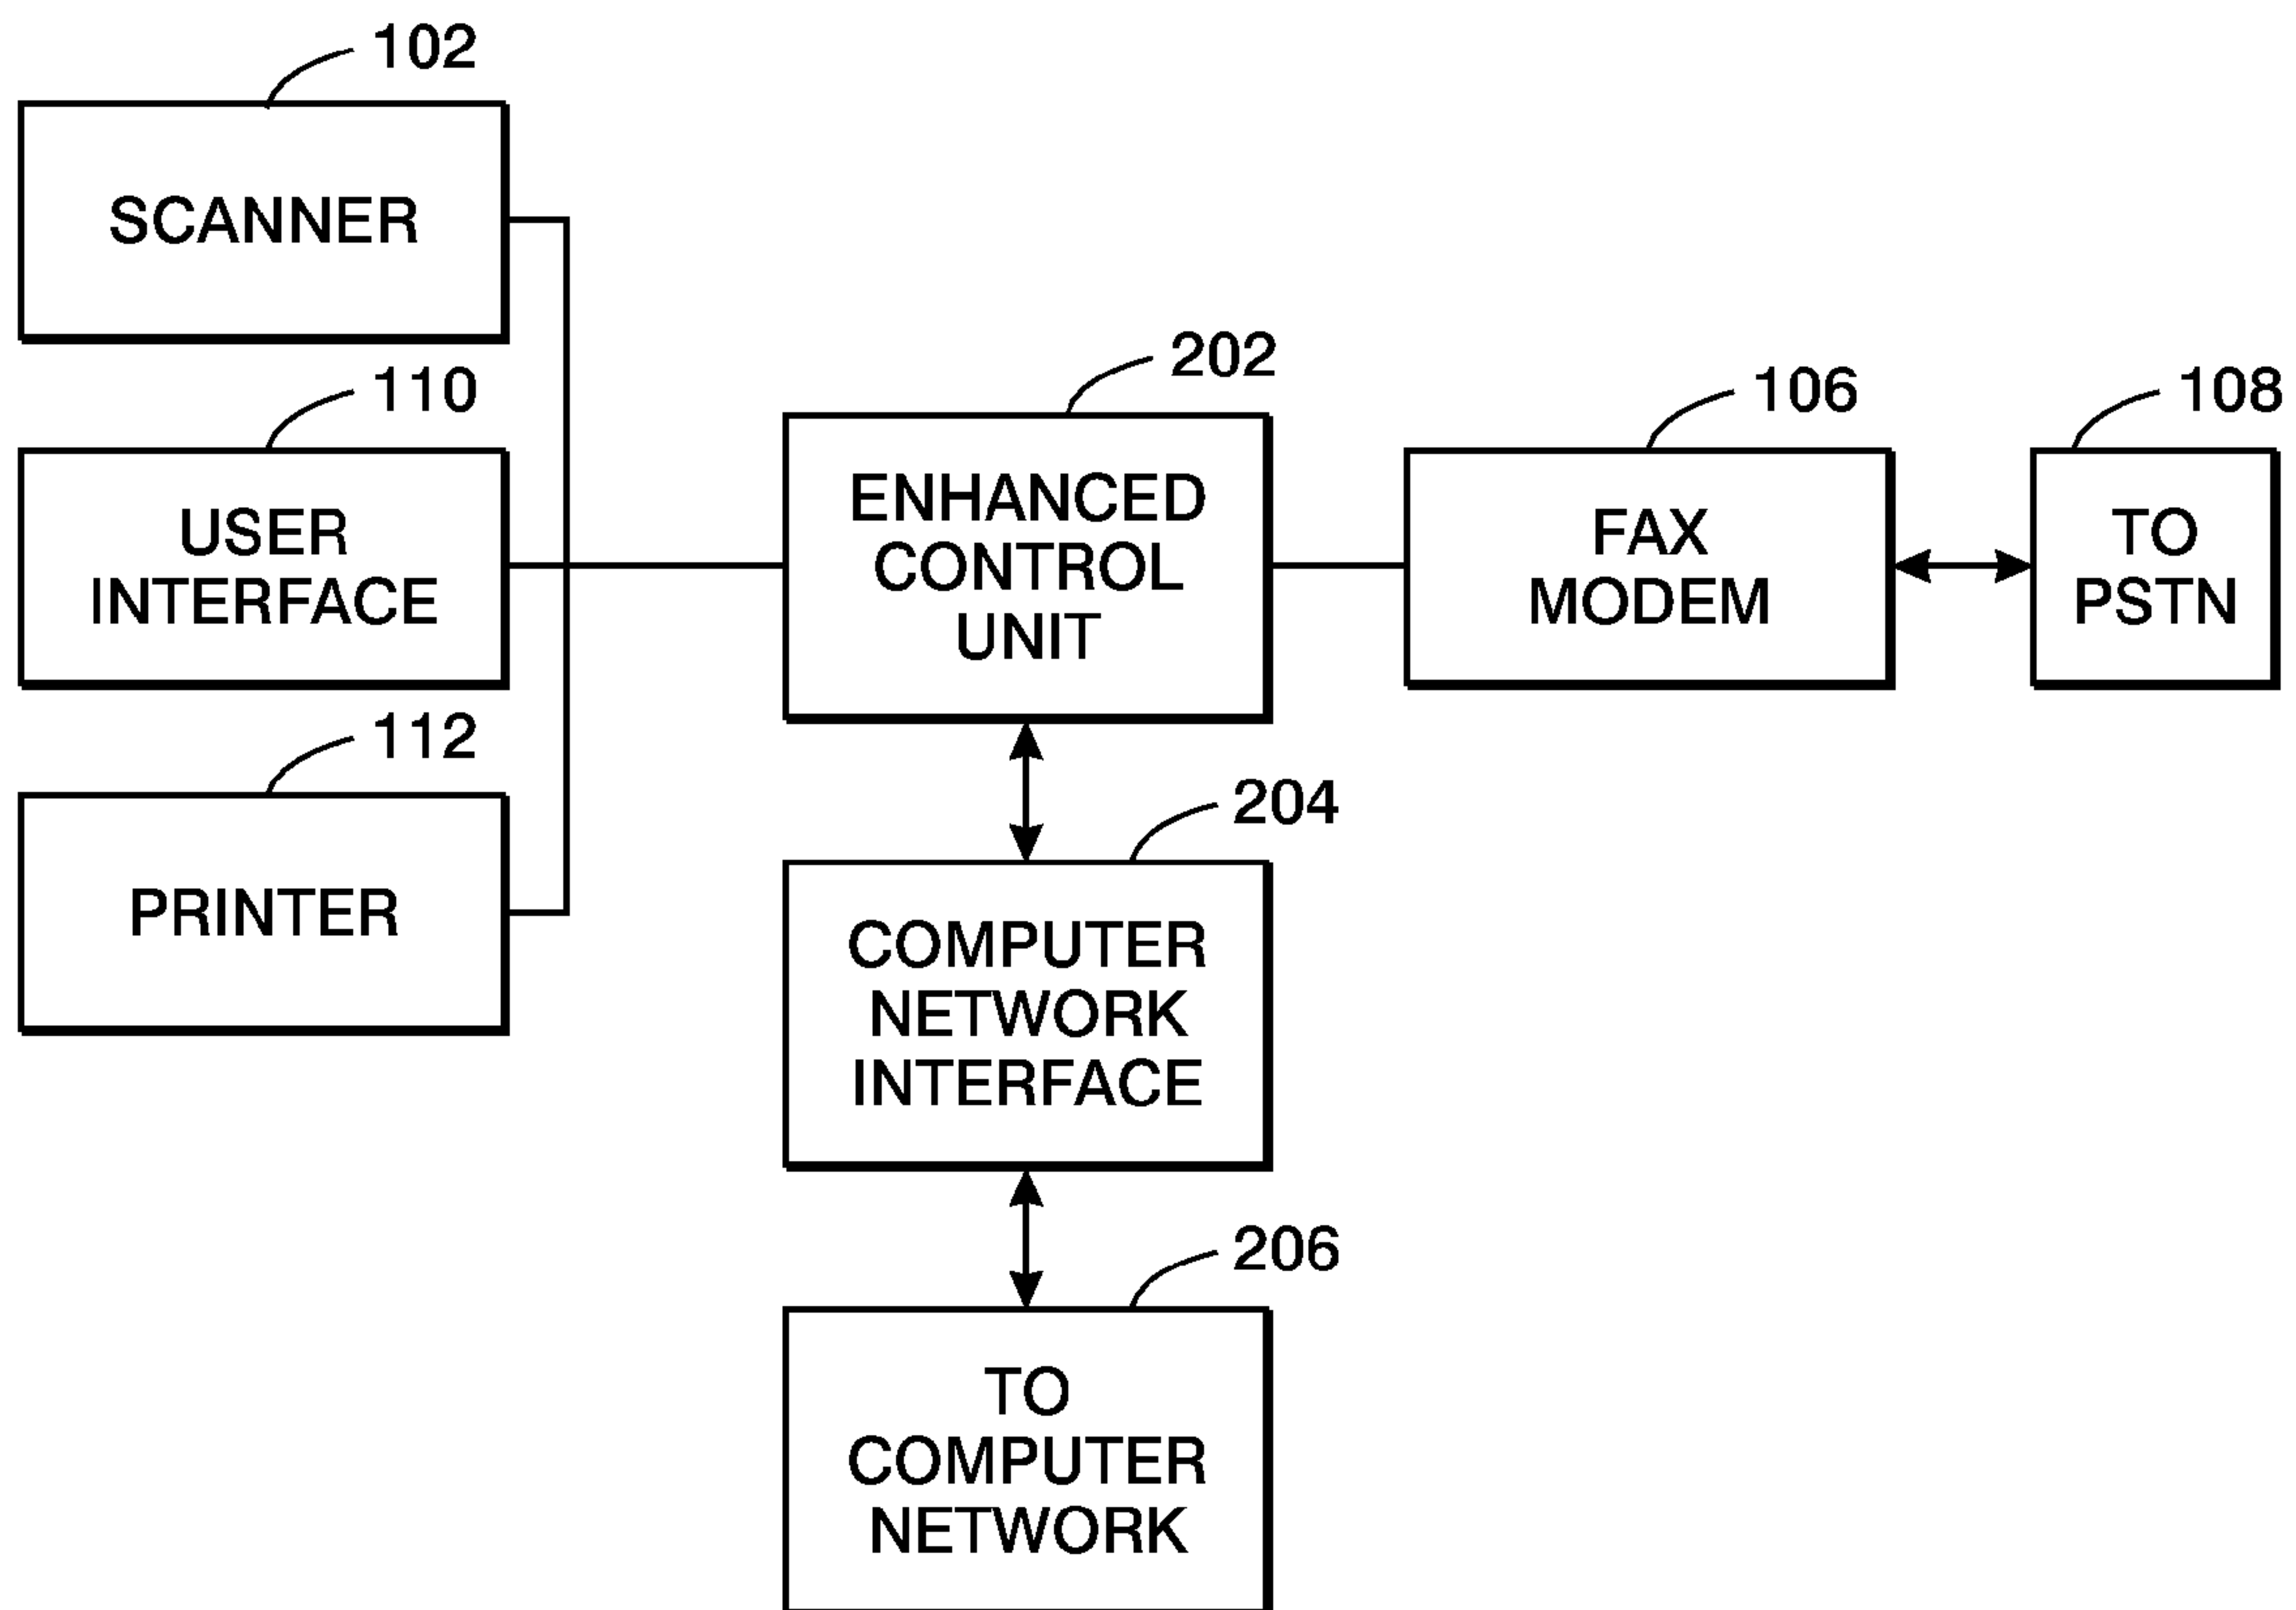 102
SCANNER
110
USER
INTERFACE
112
PRINTER
202
ENHANCED
CONTROL
UNIT
106
FAX
MODEM
108
TO
PSTN
204
COMPUTER
NETWORK
INTERFACE
206
TO
COMPUTER
NETWORK